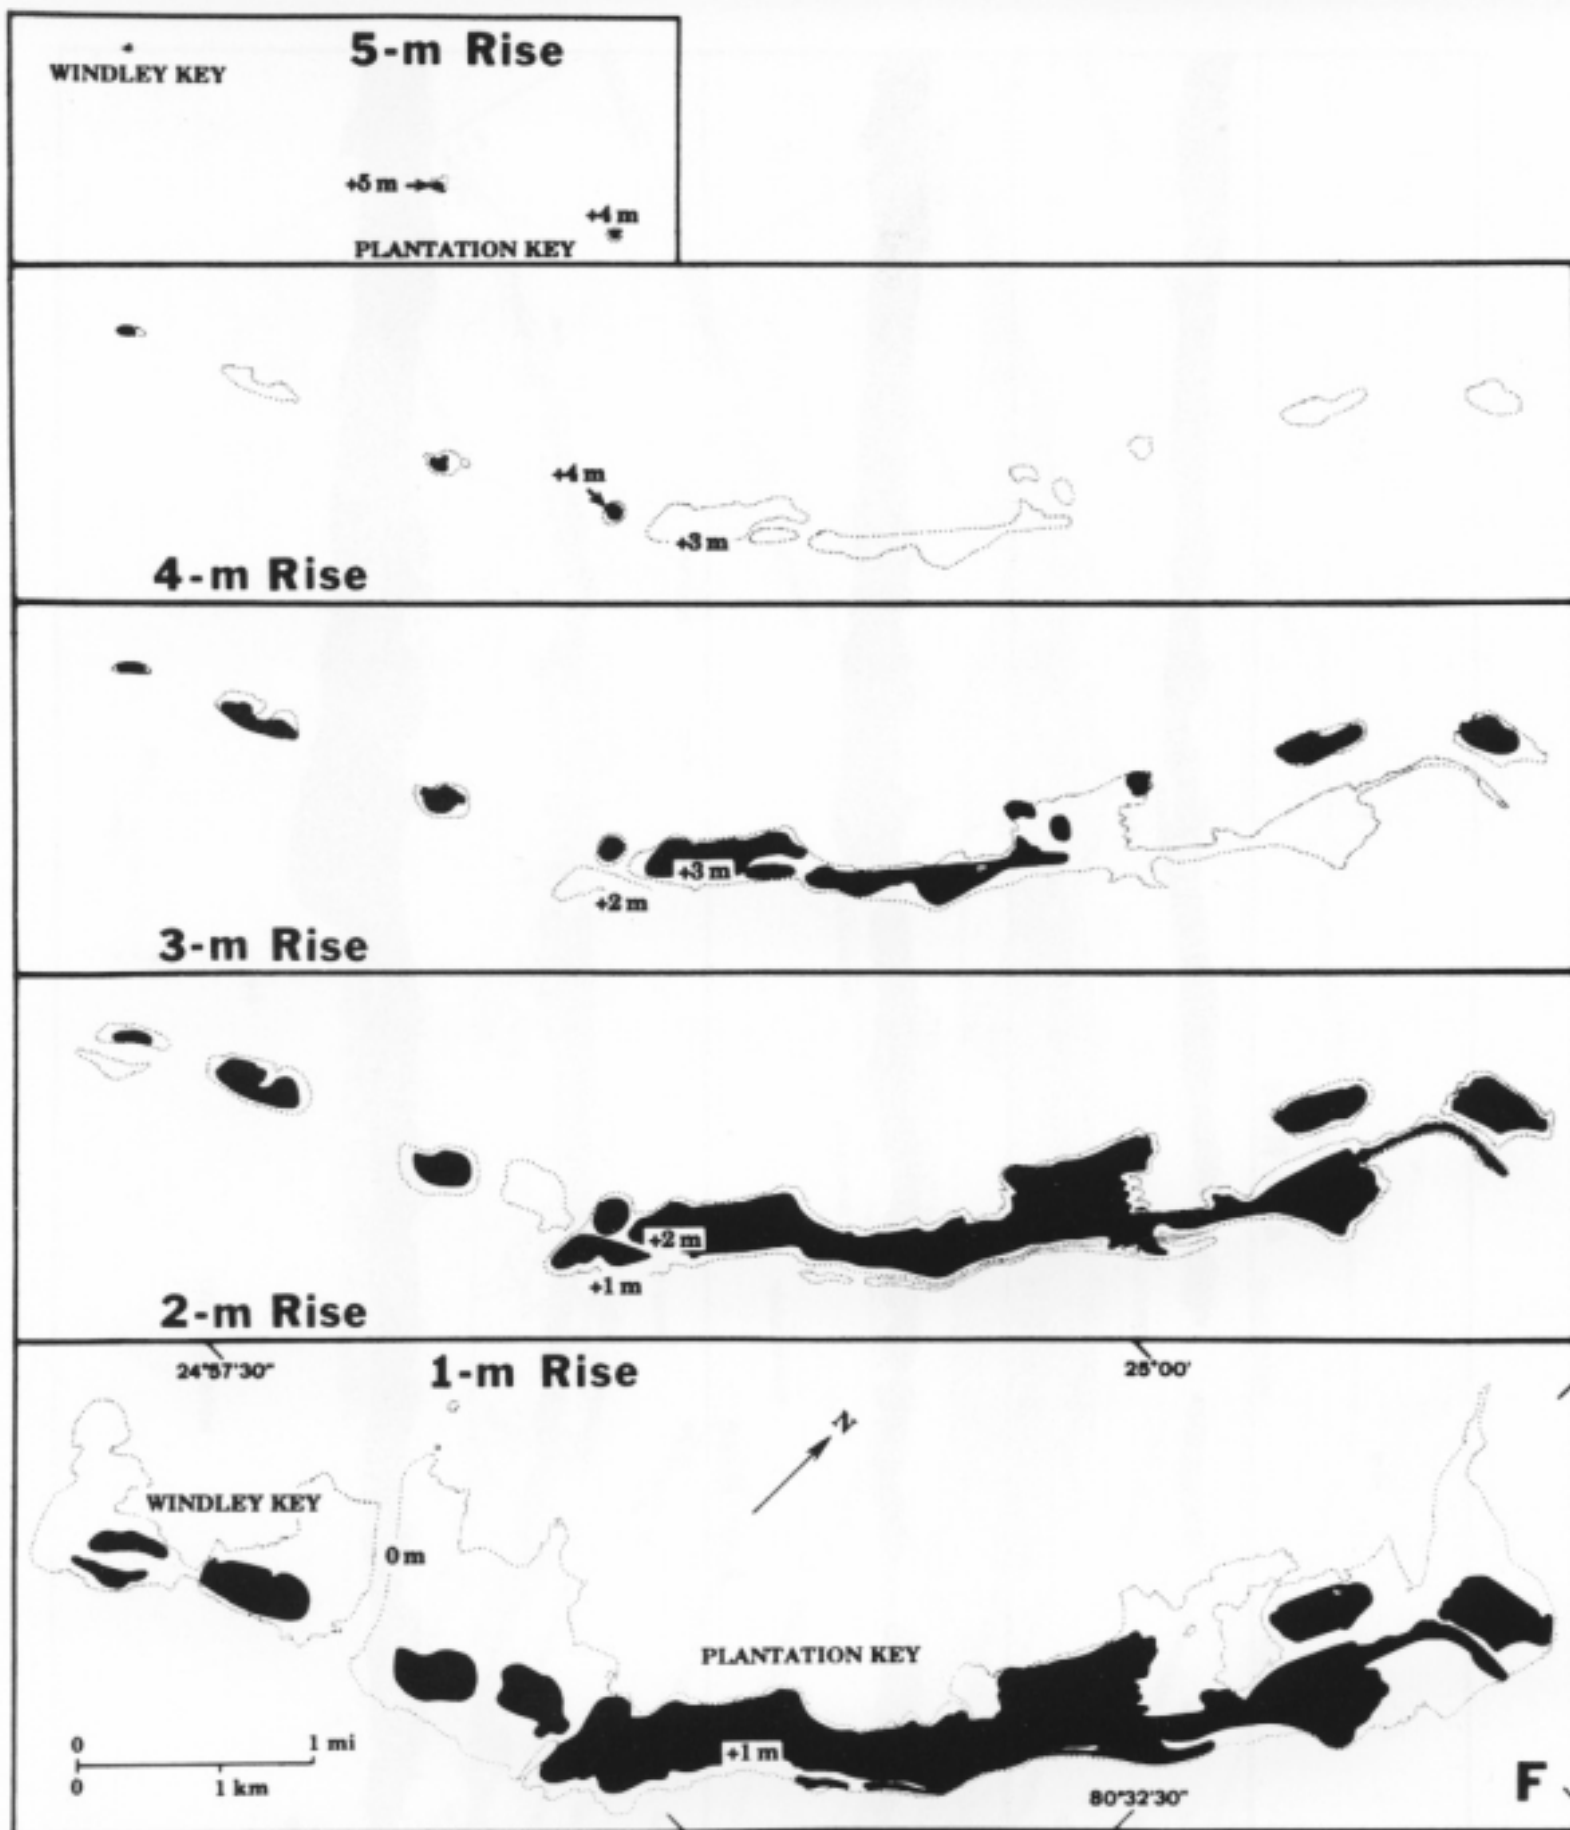 5-m Rise
WINDLEY KEY
+5 m
+4 m
PLANTATION KEY
+4 m
+3 m
4-m Rise
+3 m
+2 m
3-m Rise
+2 m
+1 m
2-m Rise
24°57'30"
1-m Rise
25°00'
N
WINDLEY KEY
0 m
PLANTATION KEY
0 1 mi
+1 m
0 1 km
80°32'30"
F